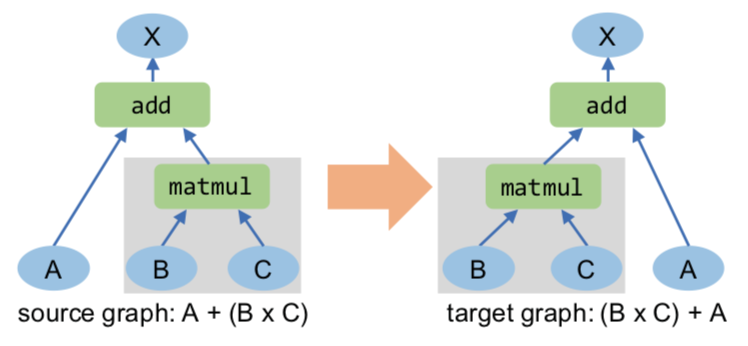 X
X
add
add
matmul
matmul
A
B
C
B
C
A
source graph: A + (B x C)
target graph: (B x C) + A